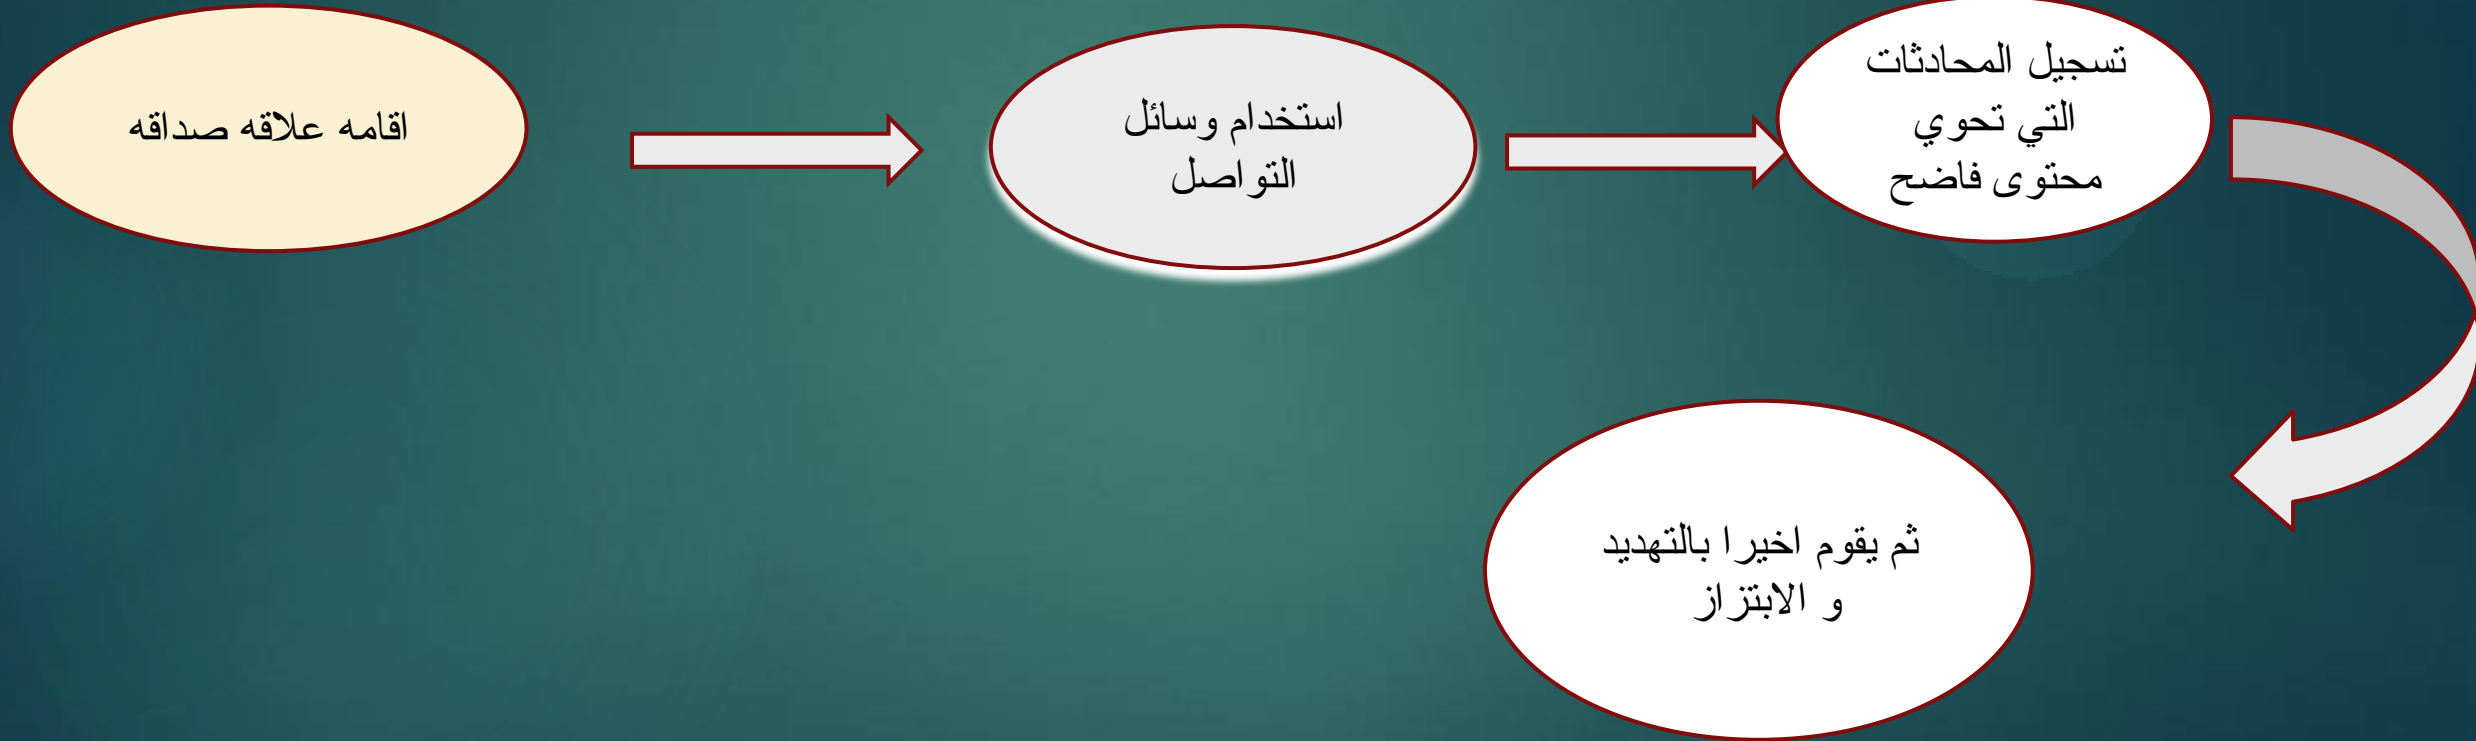 اقامه علاقه صداقه
استخدام وسائل
التواصل
تسجيل المحادثات
التي تحوي
محتوى فاضح
ثم يقوم اخيرا بالتهديد
و الابتزاز